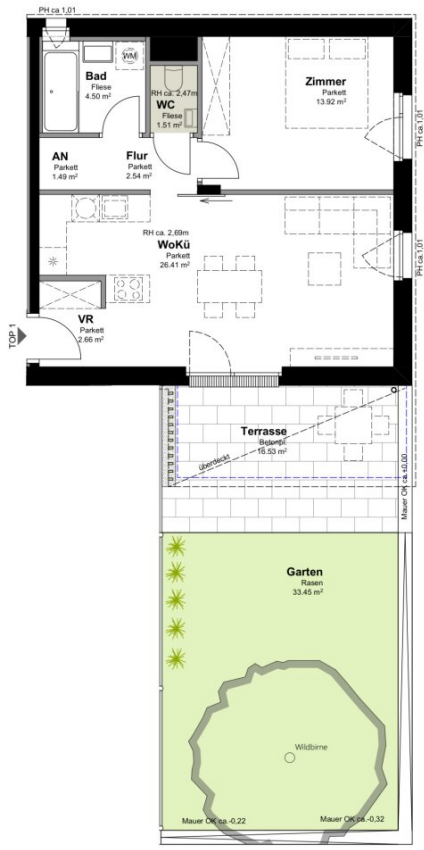 PH ca 1,01
Bad
Fliese
4.50 m²
WM
RH ca. 2,47m
WC
Fliese
1.51 m²
Zimmer
Parkett
13.92 m²
PH ca.1,01
AN
Parkett
1.49 m²
Flur
Parkett
2.54 m²
RH ca. 2,69m
WoKü
Parkett
26.41 m²
PH ca.1,01
TOP 1
VR
Parkett
2.66 m²
Terrasse
Betonpl.
16.53 m²
überdeckt
Mauer OK ca.±0,00
Garten
Rasen
33.45 m²
Wildbirne
Mauer OK ca.-0,22
Mauer OK ca.-0,32